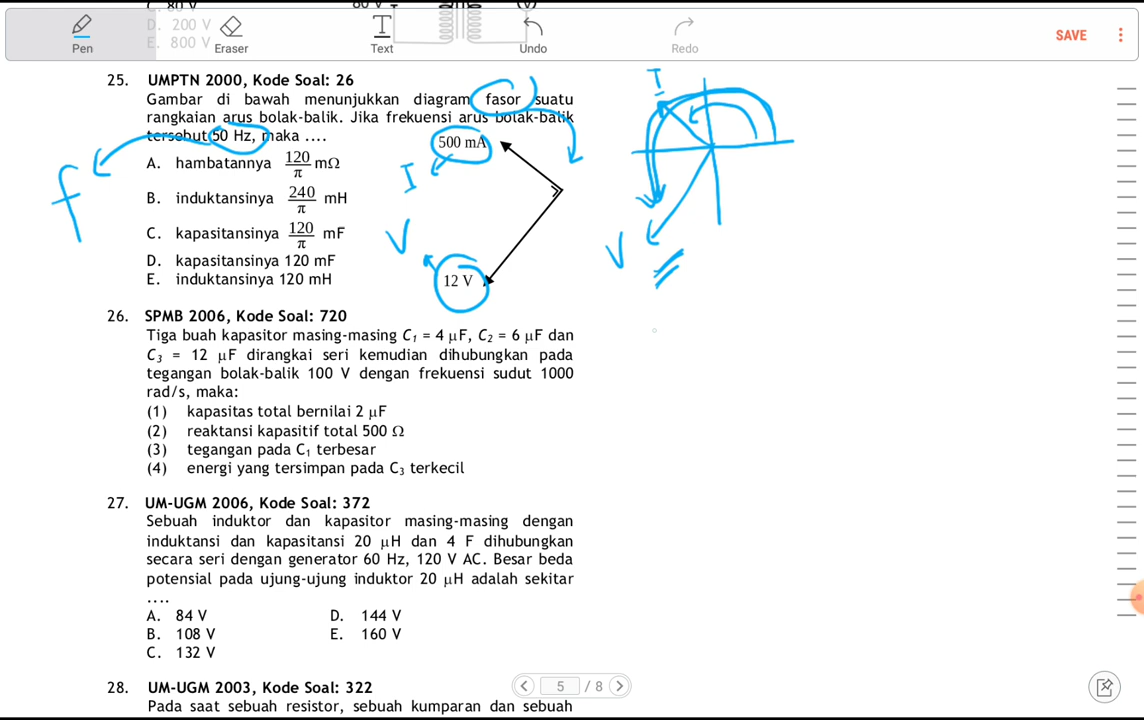 C. 80 V
D. 200 V
E. 800 V
Pen
Eraser
Text
Undo
Redo
SAVE
25. UMPTN 2000, Kode Soal: 26
Gambar di bawah menunjukkan diagram fasor suatu
rangkaian arus bolak-balik. Jika frekuensi arus bolak-balik
tersebut 50 Hz, maka ....
A. hambatannya 120/π mΩ
B. induktansinya 240/π mH
C. kapasitansinya 120/π mF
D. kapasitansinya 120 mF
E. induktansinya 120 mH
500 mA
12 V
f
I
V
I
V
26. SPMB 2006, Kode Soal: 720
Tiga buah kapasitor masing-masing C₁ = 4 μF, C₂ = 6 μF dan
C₃ = 12 μF dirangkai seri kemudian dihubungkan pada
tegangan bolak-balik 100 V dengan frekuensi sudut 1000
rad/s, maka:
(1) kapasitas total bernilai 2 μF
(2) reaktansi kapasitif total 500 Ω
(3) tegangan pada C₁ terbesar
(4) energi yang tersimpan pada C₃ terkecil
27. UM-UGM 2006, Kode Soal: 372
Sebuah induktor dan kapasitor masing-masing dengan
induktansi dan kapasitansi 20 μH dan 4 F dihubungkan
secara seri dengan generator 60 Hz, 120 V AC. Besar beda
potensial pada ujung-ujung induktor 20 μH adalah sekitar
....
A. 84 V D. 144 V
B. 108 V E. 160 V
C. 132 V
28. UM-UGM 2003, Kode Soal: 322
Pada saat sebuah resistor, sebuah kumparan dan sebuah
5 / 8